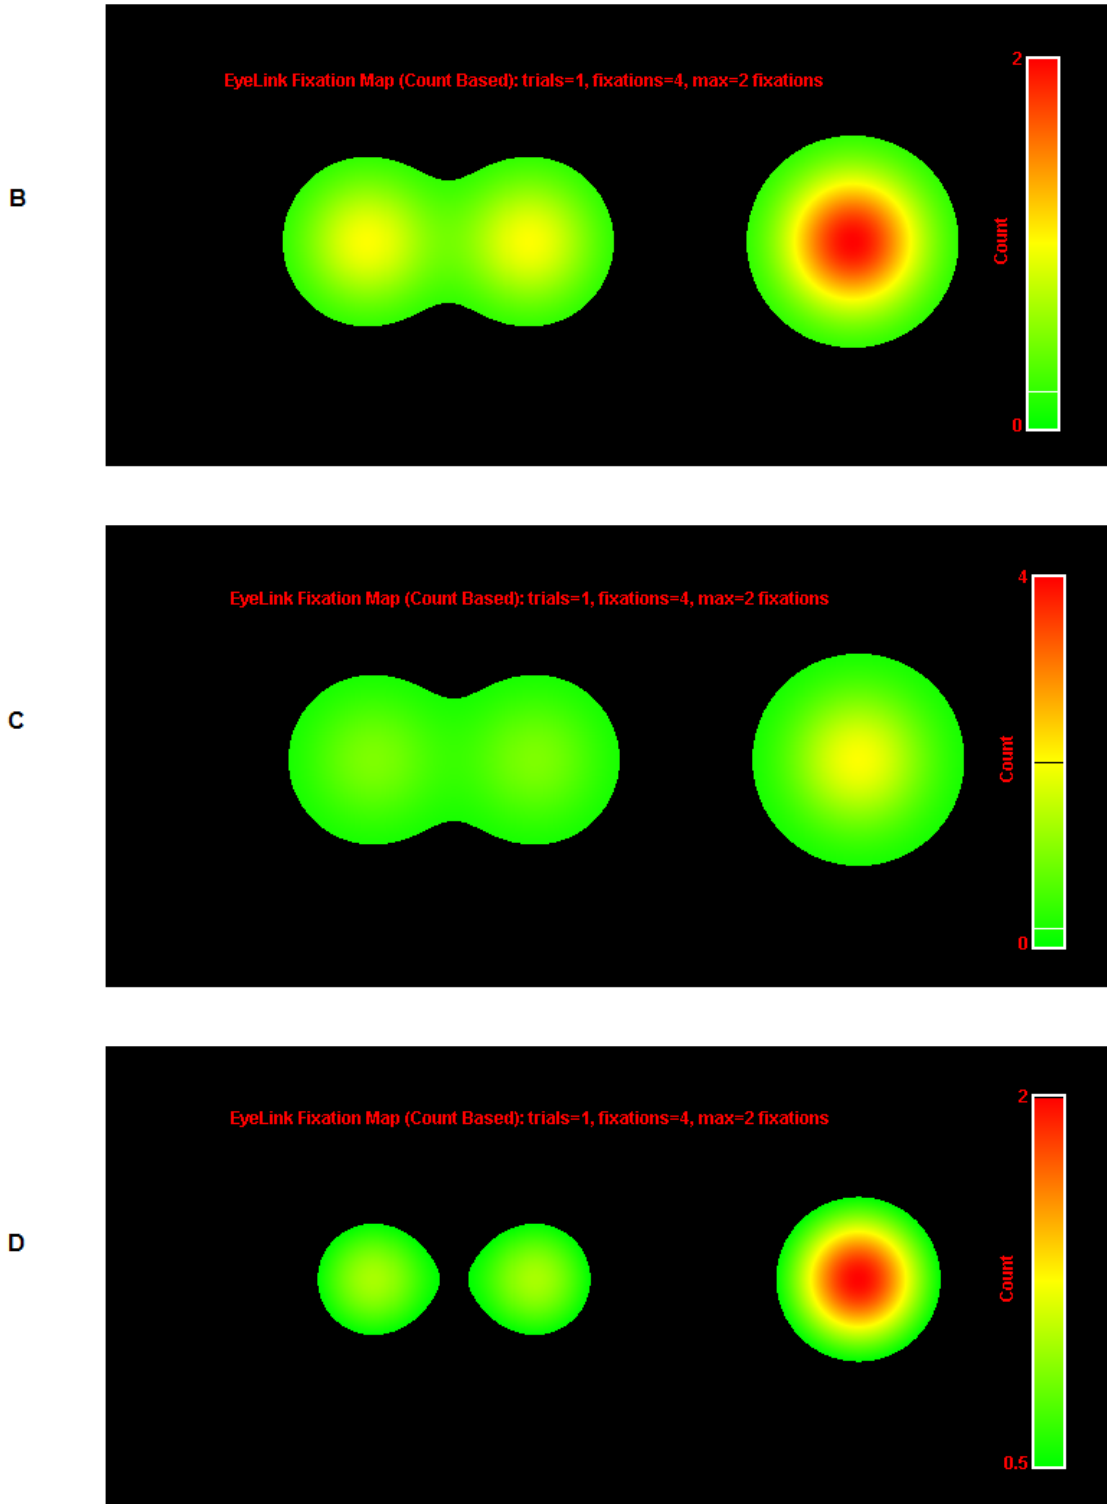 B
EyeLink Fixation Map (Count Based): trials=1, fixations=4, max=2 fixations
2
Count
0
C
EyeLink Fixation Map (Count Based): trials=1, fixations=4, max=2 fixations
4
Count
0
D
EyeLink Fixation Map (Count Based): trials=1, fixations=4, max=2 fixations
2
Count
0.5